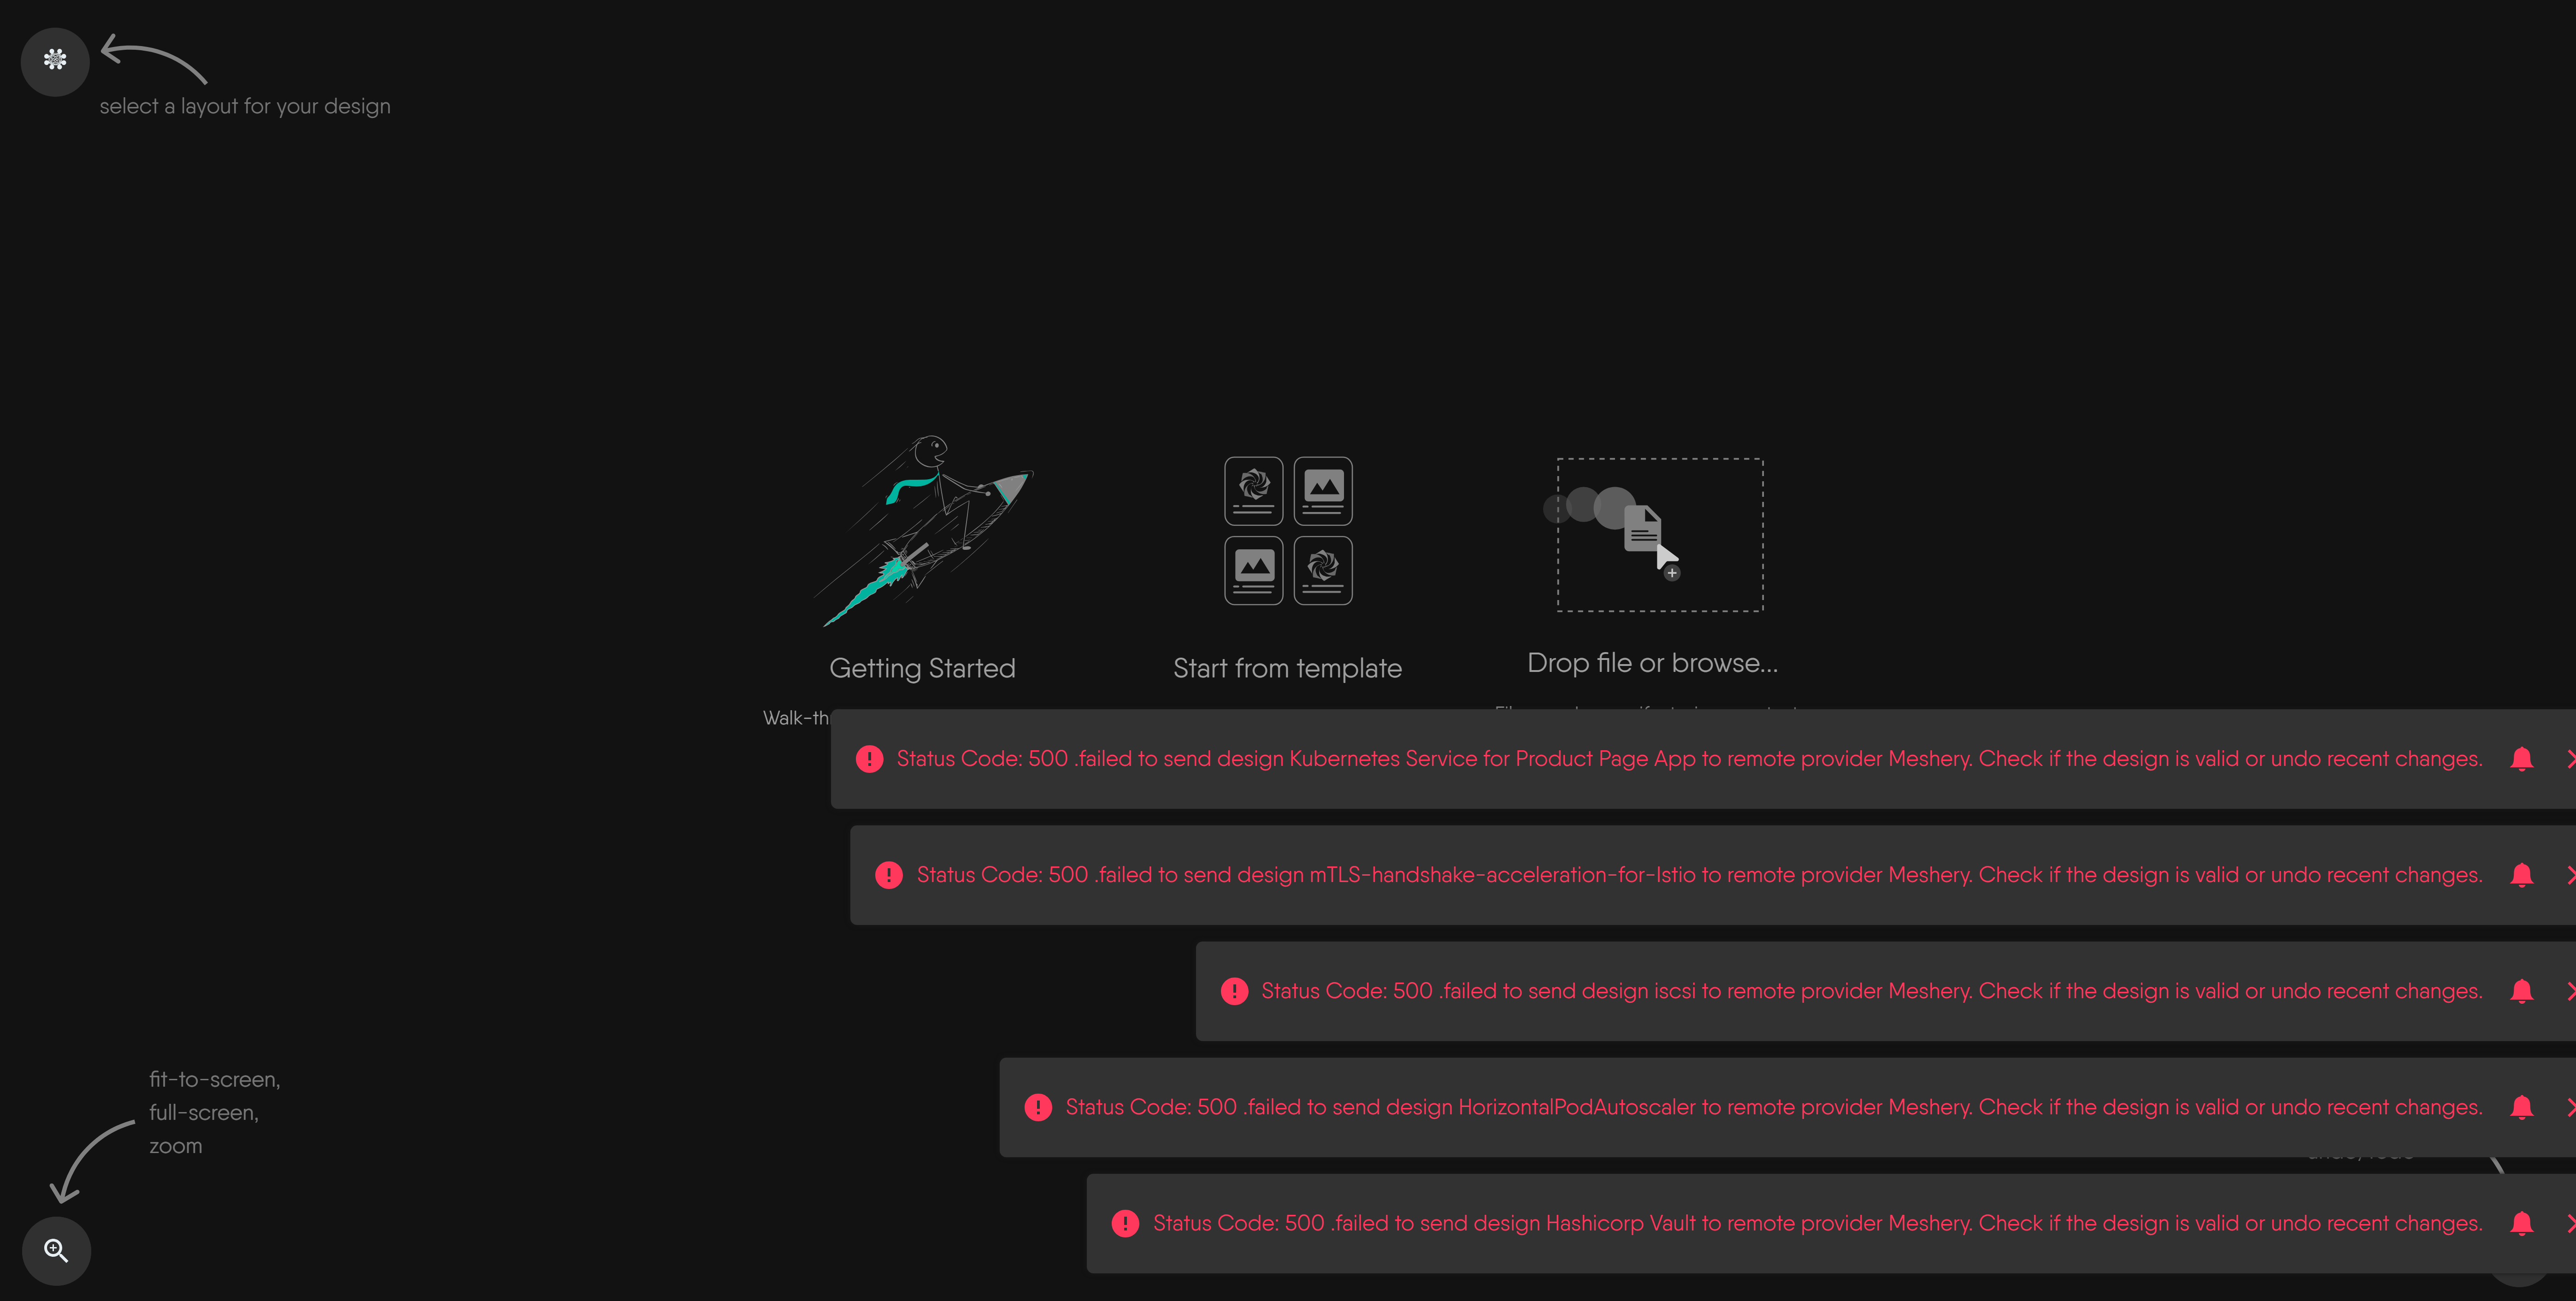 select a layout for your design
Getting Started
Start from template
Drop file or browse...
Status Code: 500 .failed to send design Kubernetes Service for Product Page App to remote provider Meshery. Check if the design is valid or undo recent changes.
Status Code: 500 .failed to send design mTLS-handshake-acceleration-for-Istio to remote provider Meshery. Check if the design is valid or undo recent changes.
Status Code: 500 .failed to send design iscsi to remote provider Meshery. Check if the design is valid or undo recent changes.
fit-to-screen,
full-screen,
zoom
Status Code: 500 .failed to send design HorizontalPodAutoscaler to remote provider Meshery. Check if the design is valid or undo recent changes.
Status Code: 500 .failed to send design Hashicorp Vault to remote provider Meshery. Check if the design is valid or undo recent changes.